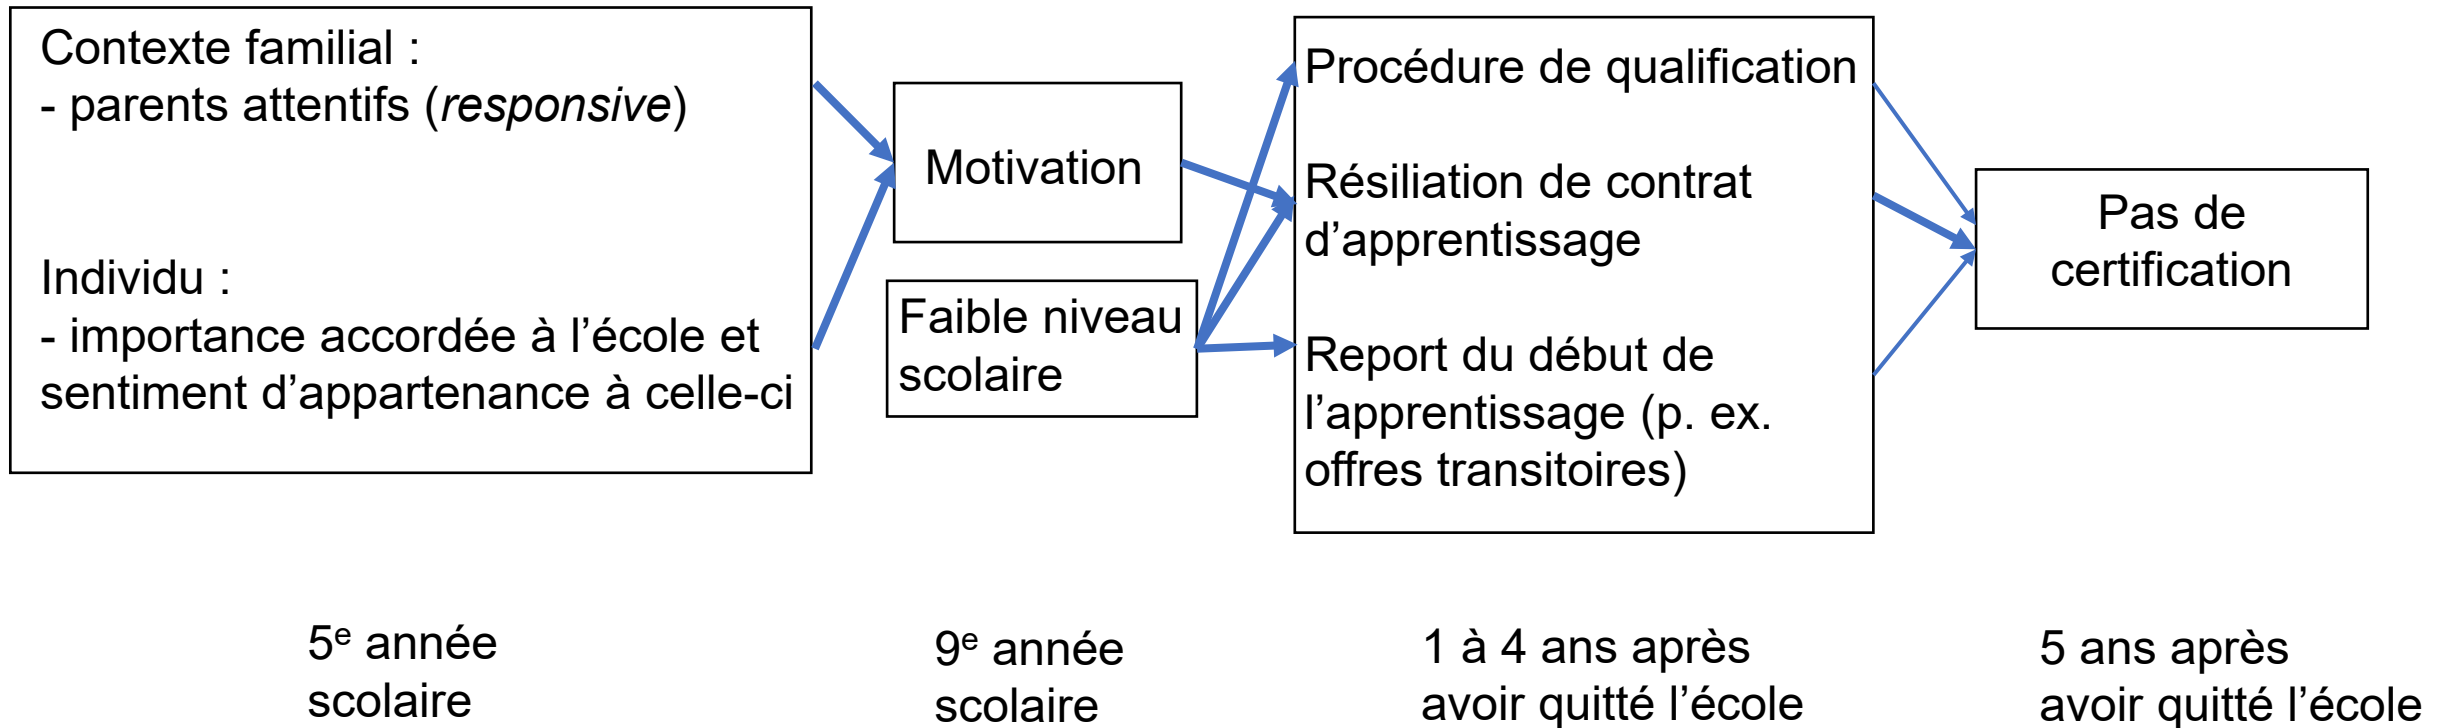 Contexte familial :
- parents attentifs (responsive)
Individu :
- importance accordée à l’école et
sentiment d’appartenance à celle-ci
Motivation
Faible niveau
scolaire
Procédure de qualification
Résiliation de contrat
d’apprentissage
Report du début de
l’apprentissage (p. ex.
offres transitoires)
Pas de
certification
5e année
scolaire
9e année
scolaire
1 à 4 ans après
avoir quitté l’école
5 ans après
avoir quitté l’école